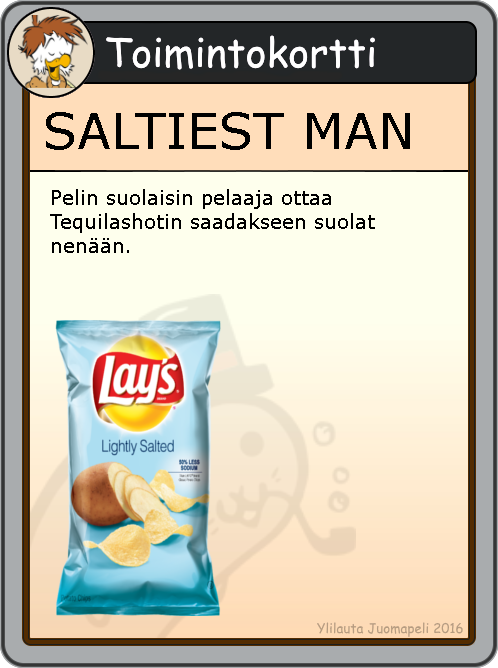 Toimintokortti
SALTIEST MAN
Pelin suolaisin pelaaja ottaa
Tequilashotin saadakseen suolat
nenään.
Lay's
Lightly Salted
50% LESS
SODIUM
Ylilauta Juomapeli 2016